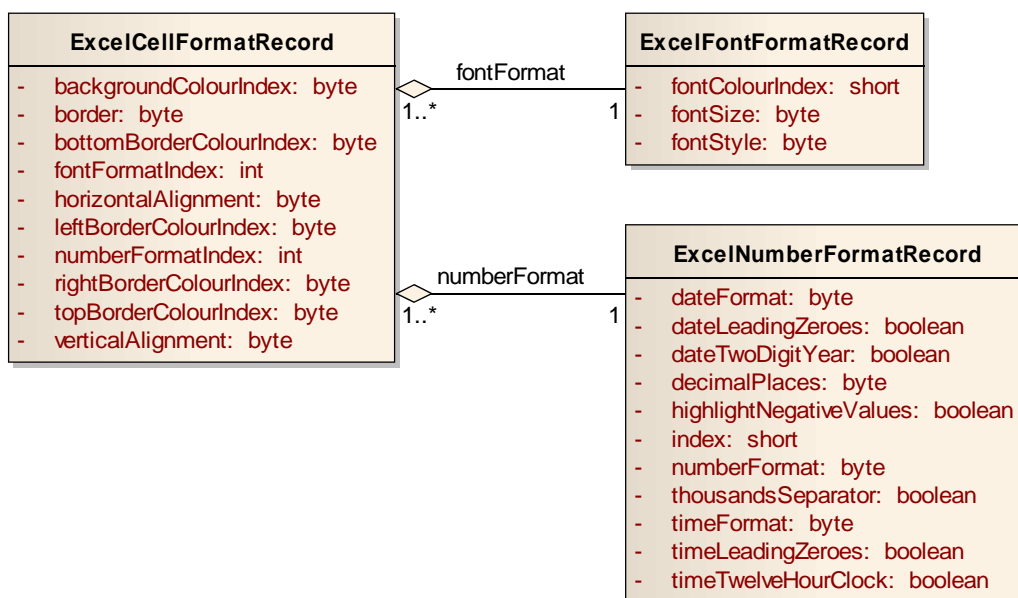 ExcelCellFormatRecord
- backgroundColourIndex: byte
- border: byte
- bottomBorderColourIndex: byte
- fontFormatIndex: int
- horizontalAlignment: byte
- leftBorderColourIndex: byte
- numberFormatIndex: int
- rightBorderColourIndex: byte
- topBorderColourIndex: byte
- verticalAlignment: byte
fontFormat
1..*
1
ExcelFontFormatRecord
- fontColourIndex: short
- fontSize: byte
- fontStyle: byte
numberFormat
1..*
1
ExcelNumberFormatRecord
- dateFormat: byte
- dateLeadingZeroes: boolean
- dateTwoDigitYear: boolean
- decimalPlaces: byte
- highlightNegativeValues: boolean
- index: short
- numberFormat: byte
- thousandsSeparator: boolean
- timeFormat: byte
- timeLeadingZeroes: boolean
- timeTwelveHourClock: boolean